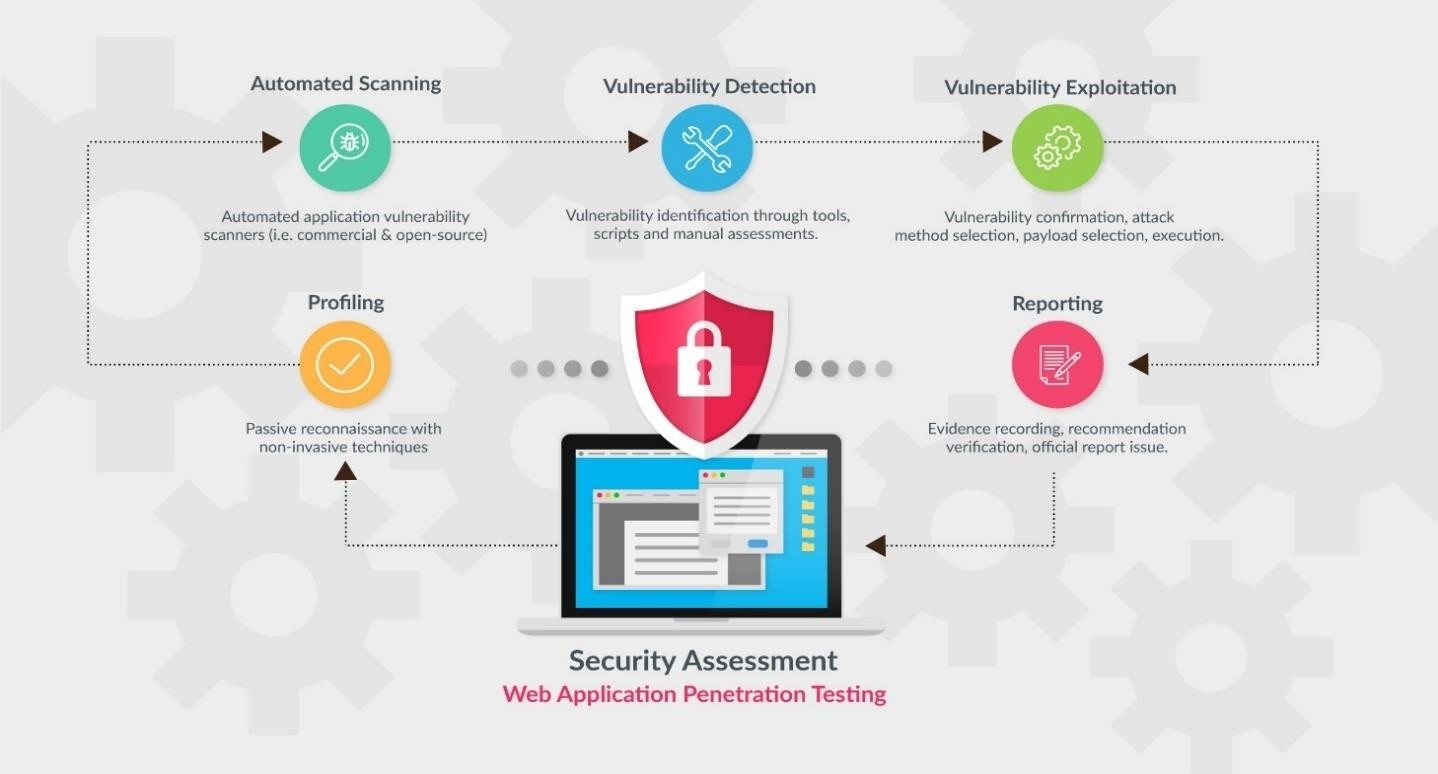 Automated Scanning
Automated application vulnerability
scanners (i.e. commercial & open-source)
Vulnerability Detection
Vulnerability identification through tools,
scripts and manual assessments.
Vulnerability Exploitation
Vulnerability confirmation, attack
method selection, payload selection, execution.
Profiling
Passive reconnaissance with
non-invasive techniques
Reporting
Evidence recording, recommendation
verification, official report issue.
Security Assessment
Web Application Penetration Testing